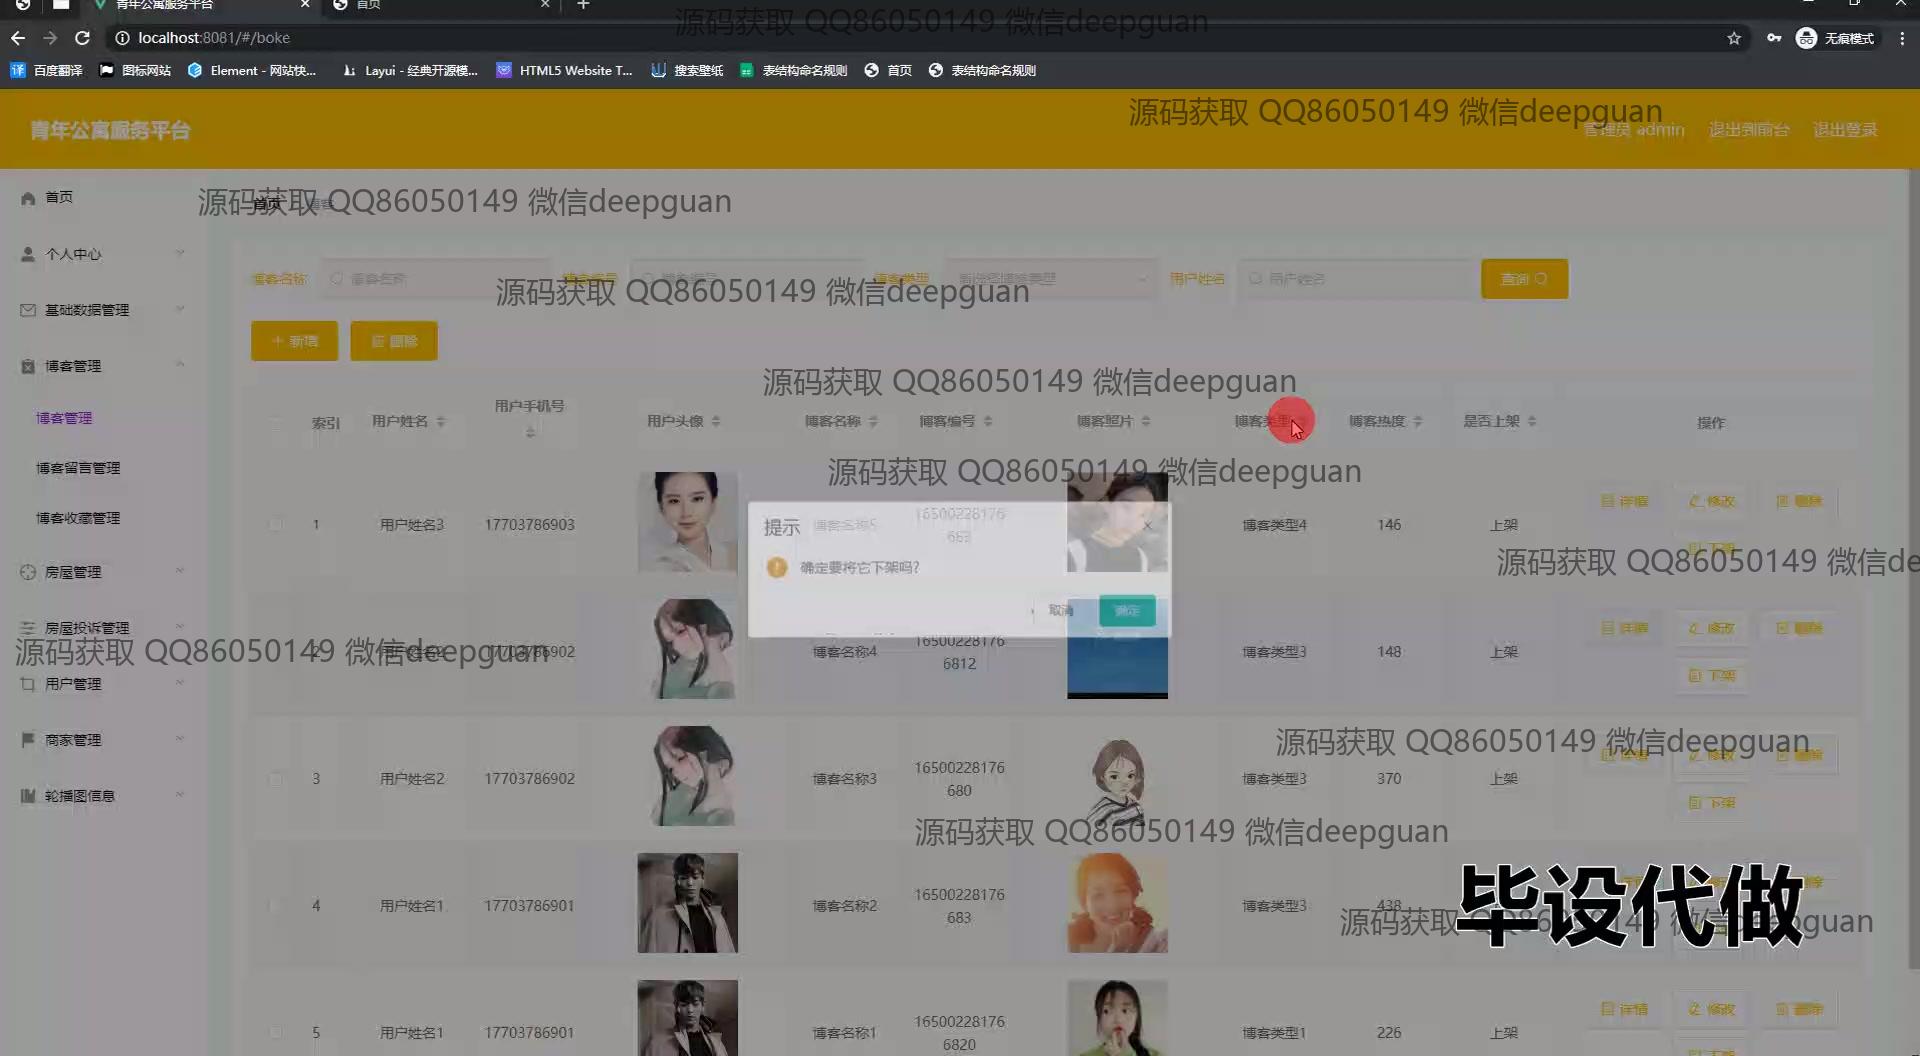 青年公寓服务平台
首页
源码获取 QQ86050149 微信deepguan
localhost:8081/#/boke
无痕模式
百度翻译
图标网站
Element - 网站快...
Layui - 经典开源模...
HTML5 Website T...
搜索壁纸
表结构命名规则
首页
表结构命名规则
源码获取 QQ86050149 微信deepguan
青年公寓服务平台
管理员 admin
退出到前台
退出登录
首页
源码获取 QQ86050149 微信deepguan
首页
个人中心
博客名称
博客名称
博客编号
博客类型
用户姓名
用户姓名
查询
源码获取 QQ86050149 微信deepguan
基础数据管理
新增
删除
博客管理
源码获取 QQ86050149 微信deepguan
博客管理
索引
用户姓名
用户手机号
用户头像
博客名称
博客编号
博客照片
博客类型
博客热度
是否上架
操作
博客留言管理
源码获取 QQ86050149 微信deepguan
博客收藏管理
1
用户姓名3
17703786903
博客名称5
16500228176
683
博客类型4
146
上架
详情
修改
删除
下架
提示
确定要将它下架吗?
取消
确定
源码获取 QQ86050149 微信de
房屋管理
房屋投诉管理
源码获取 QQ86050149 微信deepguan
博客名称4
16500228176
6812
博客类型3
148
上架
详情
修改
删除
下架
用户管理
商家管理
源码获取 QQ86050149 微信deepguan
3
用户姓名2
17703786902
博客名称3
16500228176
680
博客类型3
370
上架
详情
修改
删除
下架
轮播图信息
源码获取 QQ86050149 微信deepguan
4
用户姓名1
17703786901
博客名称2
16500228176
683
博客类型3
438
毕设代做
源码获取 QQ86050149 微信deepguan
5
用户姓名1
17703786901
博客名称1
16500228176
6820
博客类型1
226
上架
详情
修改
删除
下架